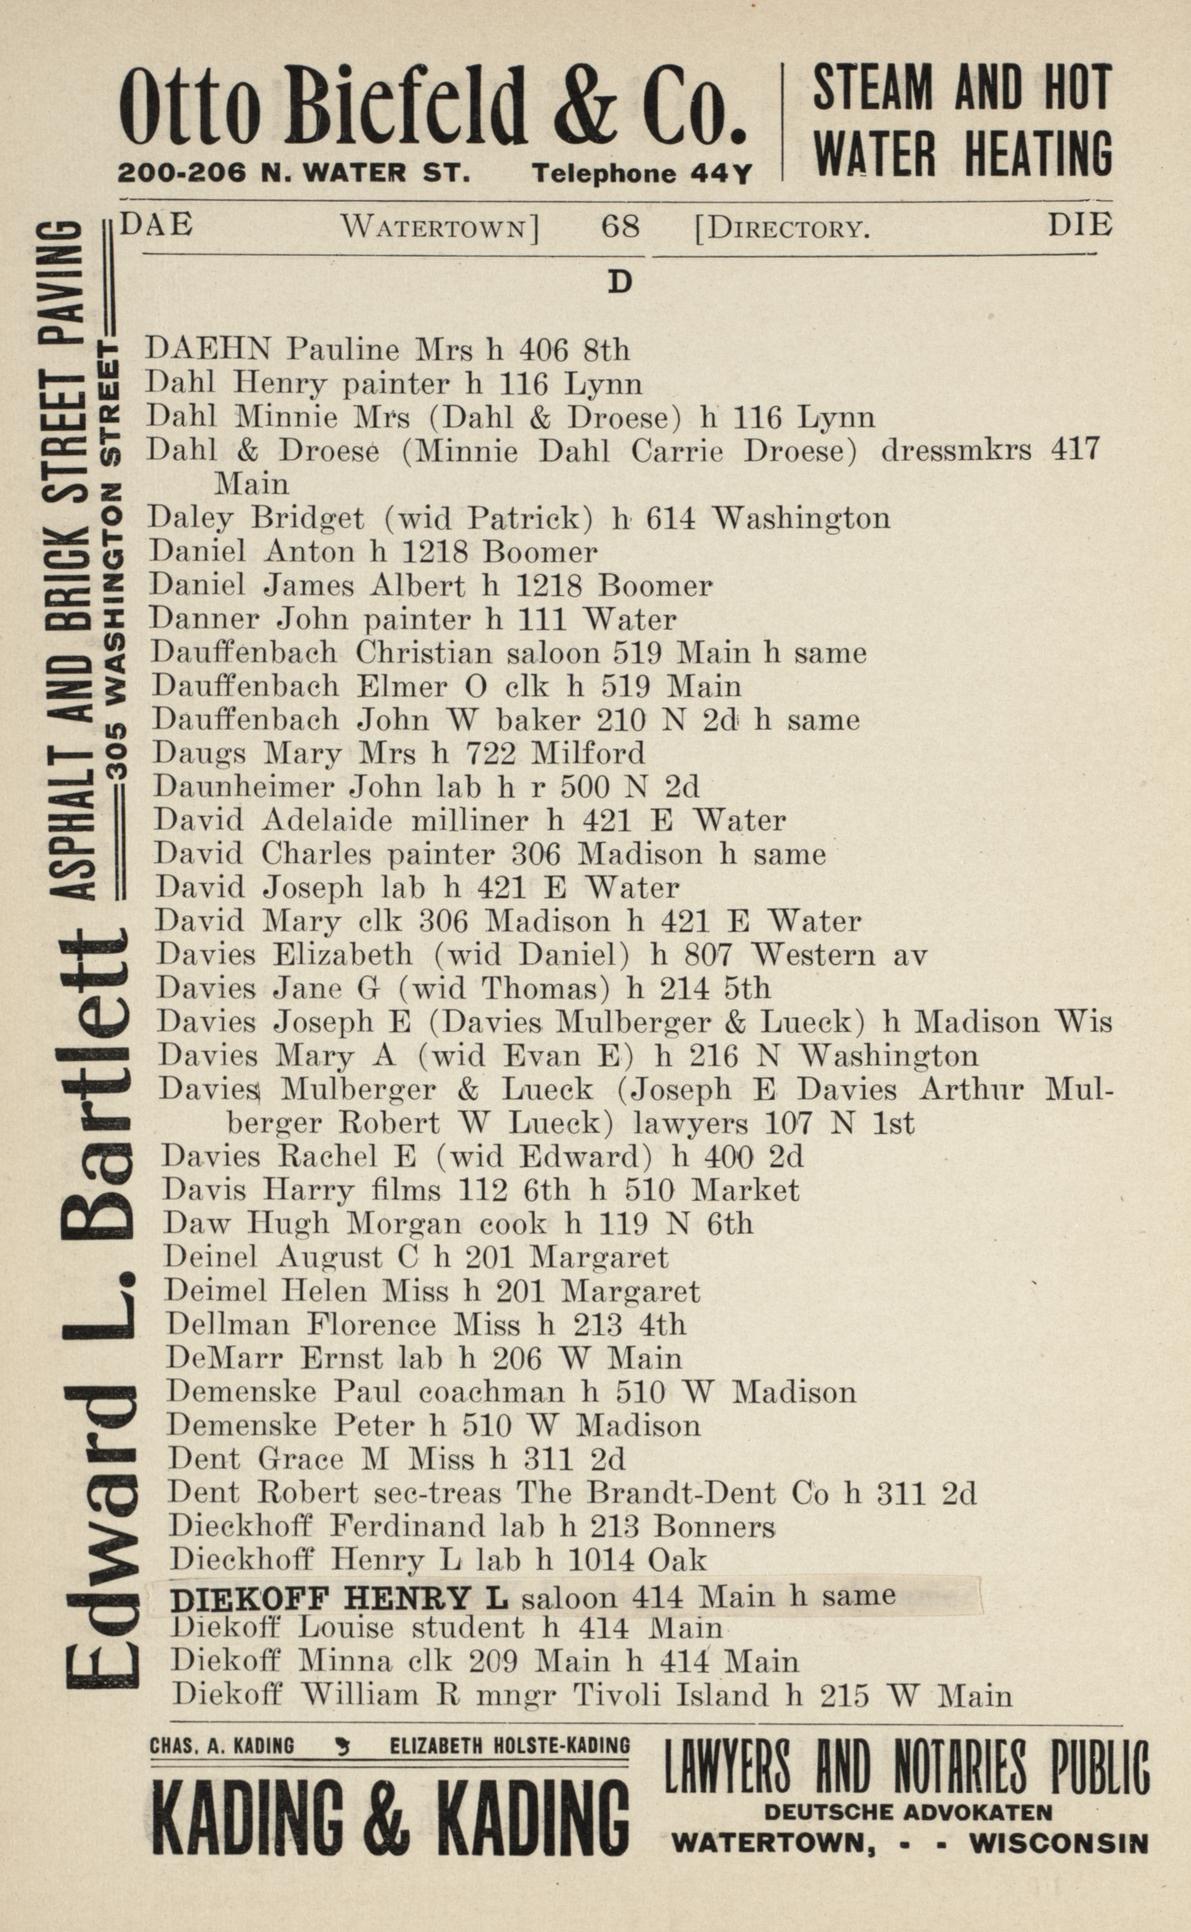 Otto Biefeld & Co.
200-206 N. WATER ST. Telephone 44Y
STEAM AND HOT
WATER HEATING
DAE WATERTOWN] 68 [DIRECTORY. DIE
D
DAEHN Pauline Mrs h 406 8th
Dahl Henry painter h 116 Lynn
Dahl Minnie Mrs (Dahl & Droese) h 116 Lynn
Dahl & Droese (Minnie Dahl Carrie Droese) dressmkrs 417
Main
Daley Bridget (wid Patrick) h 614 Washington
Daniel Anton h 1218 Boomer
Daniel James Albert h 1218 Boomer
Danner John painter h 111 Water
Dauffenbach Christian saloon 519 Main h same
Dauffenbach Elmer O clk h 519 Main
Dauffenbach John W baker 210 N 2d h same
Daugs Mary Mrs h 722 Milford
Daunheimer John lab h r 500 N 2d
David Adelaide milliner h 421 E Water
David Charles painter 306 Madison h same
David Joseph lab h 421 E Water
David Mary clk 306 Madison h 421 E Water
Davies Elizabeth (wid Daniel) h 807 Western av
Davies Jane G (wid Thomas) h 214 5th
Davies Joseph E (Davies Mulberger & Lueck) h Madison Wis
Davies Mary A (wid Evan E) h 216 N Washington
Davies Mulberger & Lueck (Joseph E Davies Arthur Mul-
berger Robert W Lueck) lawyers 107 N 1st
Davies Rachel E (wid Edward) h 400 2d
Davis Harry films 112 6th h 510 Market
Daw Hugh Morgan cook h 119 N 6th
Deinel August C h 201 Margaret
Deimel Helen Miss h 201 Margaret
Dellman Florence Miss h 213 4th
DeMarr Ernst lab h 206 W Main
Demenske Paul coachman h 510 W Madison
Demenske Peter h 510 W Madison
Dent Grace M Miss h 311 2d
Dent Robert sec-treas The Brandt-Dent Co h 311 2d
Dieckhoff Ferdinand lab h 213 Bonners
Dieckhoff Henry L lab h 1014 Oak
DIEKOFF HENRY L saloon 414 Main h same
Diekoff Louise student h 414 Main
Diekoff Minna clk 209 Main h 414 Main
Diekoff William R mngr Tivoli Island h 215 W Main
Edward L. Bartlett ASPHALT AND BRICK STREET PAVING
305 WASHINGTON STREET
CHAS. A. KADING ELIZABETH HOLSTE-KADING
KADING & KADING
LAWYERS AND NOTARIES PUBLIC
DEUTSCHE ADVOKATEN
WATERTOWN, - - WISCONSIN